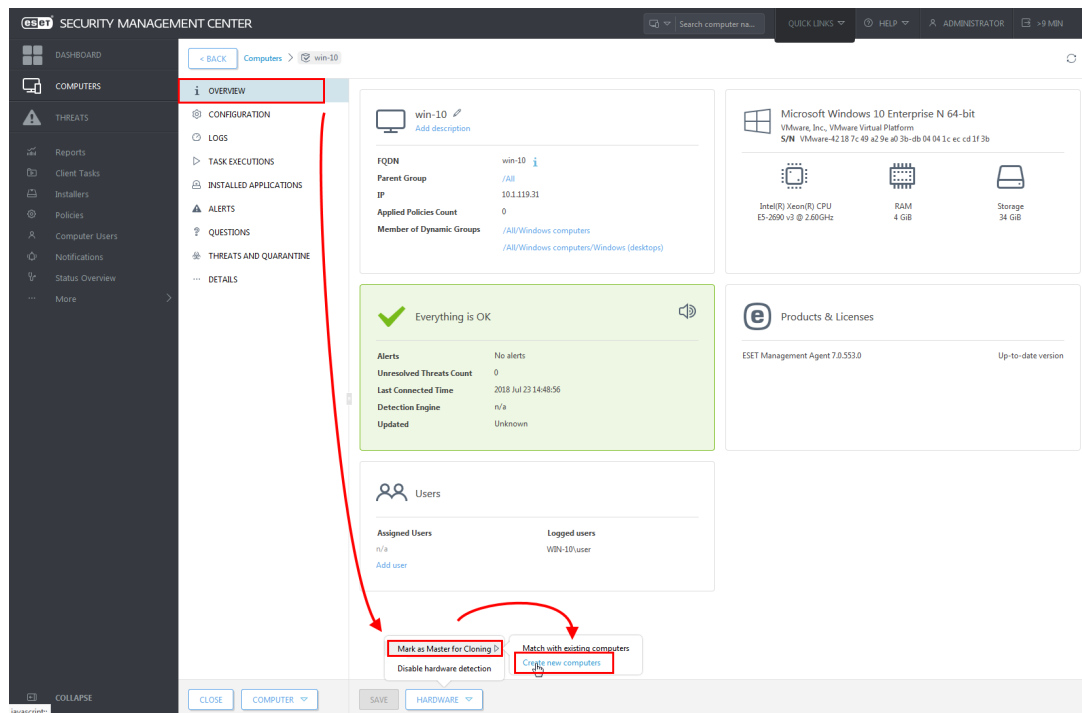 eset SECURITY MANAGEMENT CENTER
Search computer na...
QUICK LINKS
HELP
ADMINISTRATOR
>9 MIN
DASHBOARD
COMPUTERS
THREATS
Reports
Client Tasks
Installers
Policies
Computer Users
Notifications
Status Overview
More
COLLAPSE
< BACK
Computers > win-10
OVERVIEW
CONFIGURATION
LOGS
TASK EXECUTIONS
INSTALLED APPLICATIONS
ALERTS
QUESTIONS
THREATS AND QUARANTINE
DETAILS
win-10
Add description
FQDN win-10
Parent Group /All
IP 10.1.119.31
Applied Policies Count 0
Member of Dynamic Groups /All/Windows computers
/All/Windows computers/Windows (desktops)
Microsoft Windows 10 Enterprise N 64-bit
VMware, Inc., VMware Virtual Platform
S/N VMware-42 18 7c 49 a2 9e a0 3b-db 04 04 1c ec cd 1f 3b
Intel(R) Xeon(R) CPU
E5-2690 v3 @ 2.60GHz
RAM
4 GiB
Storage
34 GiB
Everything is OK
Alerts No alerts
Unresolved Threats Count 0
Last Connected Time 2018 Jul 23 14:48:56
Detection Engine n/a
Updated Unknown
Products & Licenses
ESET Management Agent 7.0.553.0 Up-to-date version
Users
Assigned Users Logged users
n/a WIN-10\user
Add user
Mark as Master for Cloning
Disable hardware detection
Match with existing computers
Create new computers
CLOSE
COMPUTER
SAVE
HARDWARE
javascript:;